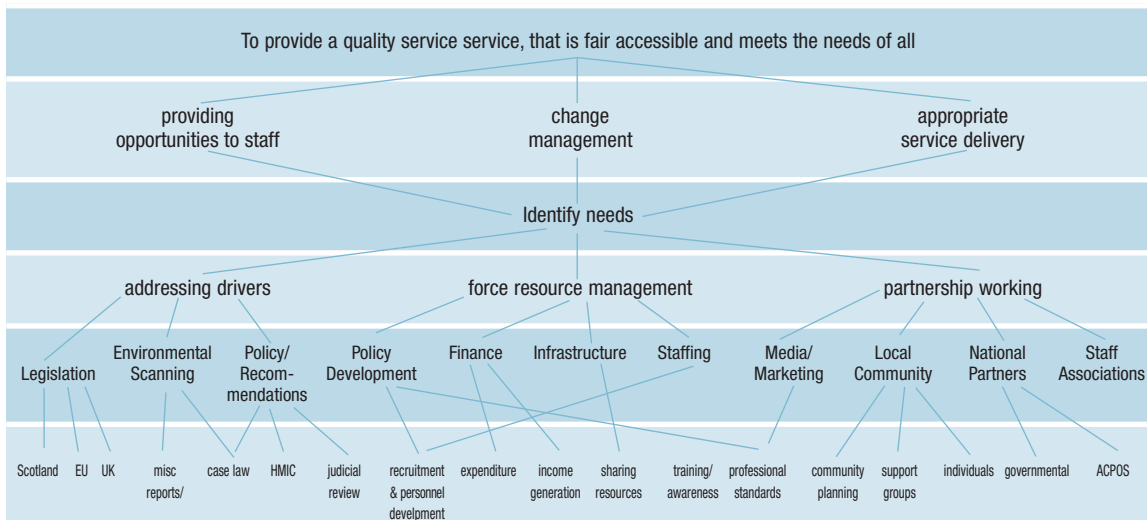 To provide a quality service service, that is fair accessible and meets the needs of all
providing
opportunities to staff
change
management
appropriate
service delivery
Identify needs
addressing drivers
force resource management
partnership working
Legislation
Environmental
Scanning
Policy/
Recom-
mendations
Policy
Development
Finance
Infrastructure
Staffing
Media/
Marketing
Local
Community
National
Partners
Staff
Associations
Scotland
EU
UK
misc
reports/
case law
HMIC
judicial
review
recruitment
& personnel
develpment
expenditure
income
generation
sharing
resources
training/
awareness
professional
standards
community
planning
support
groups
individuals
governmental
ACPOS